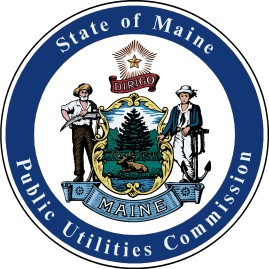 State of Maine
DIRIGO
MAINE
Public Utilities Commission